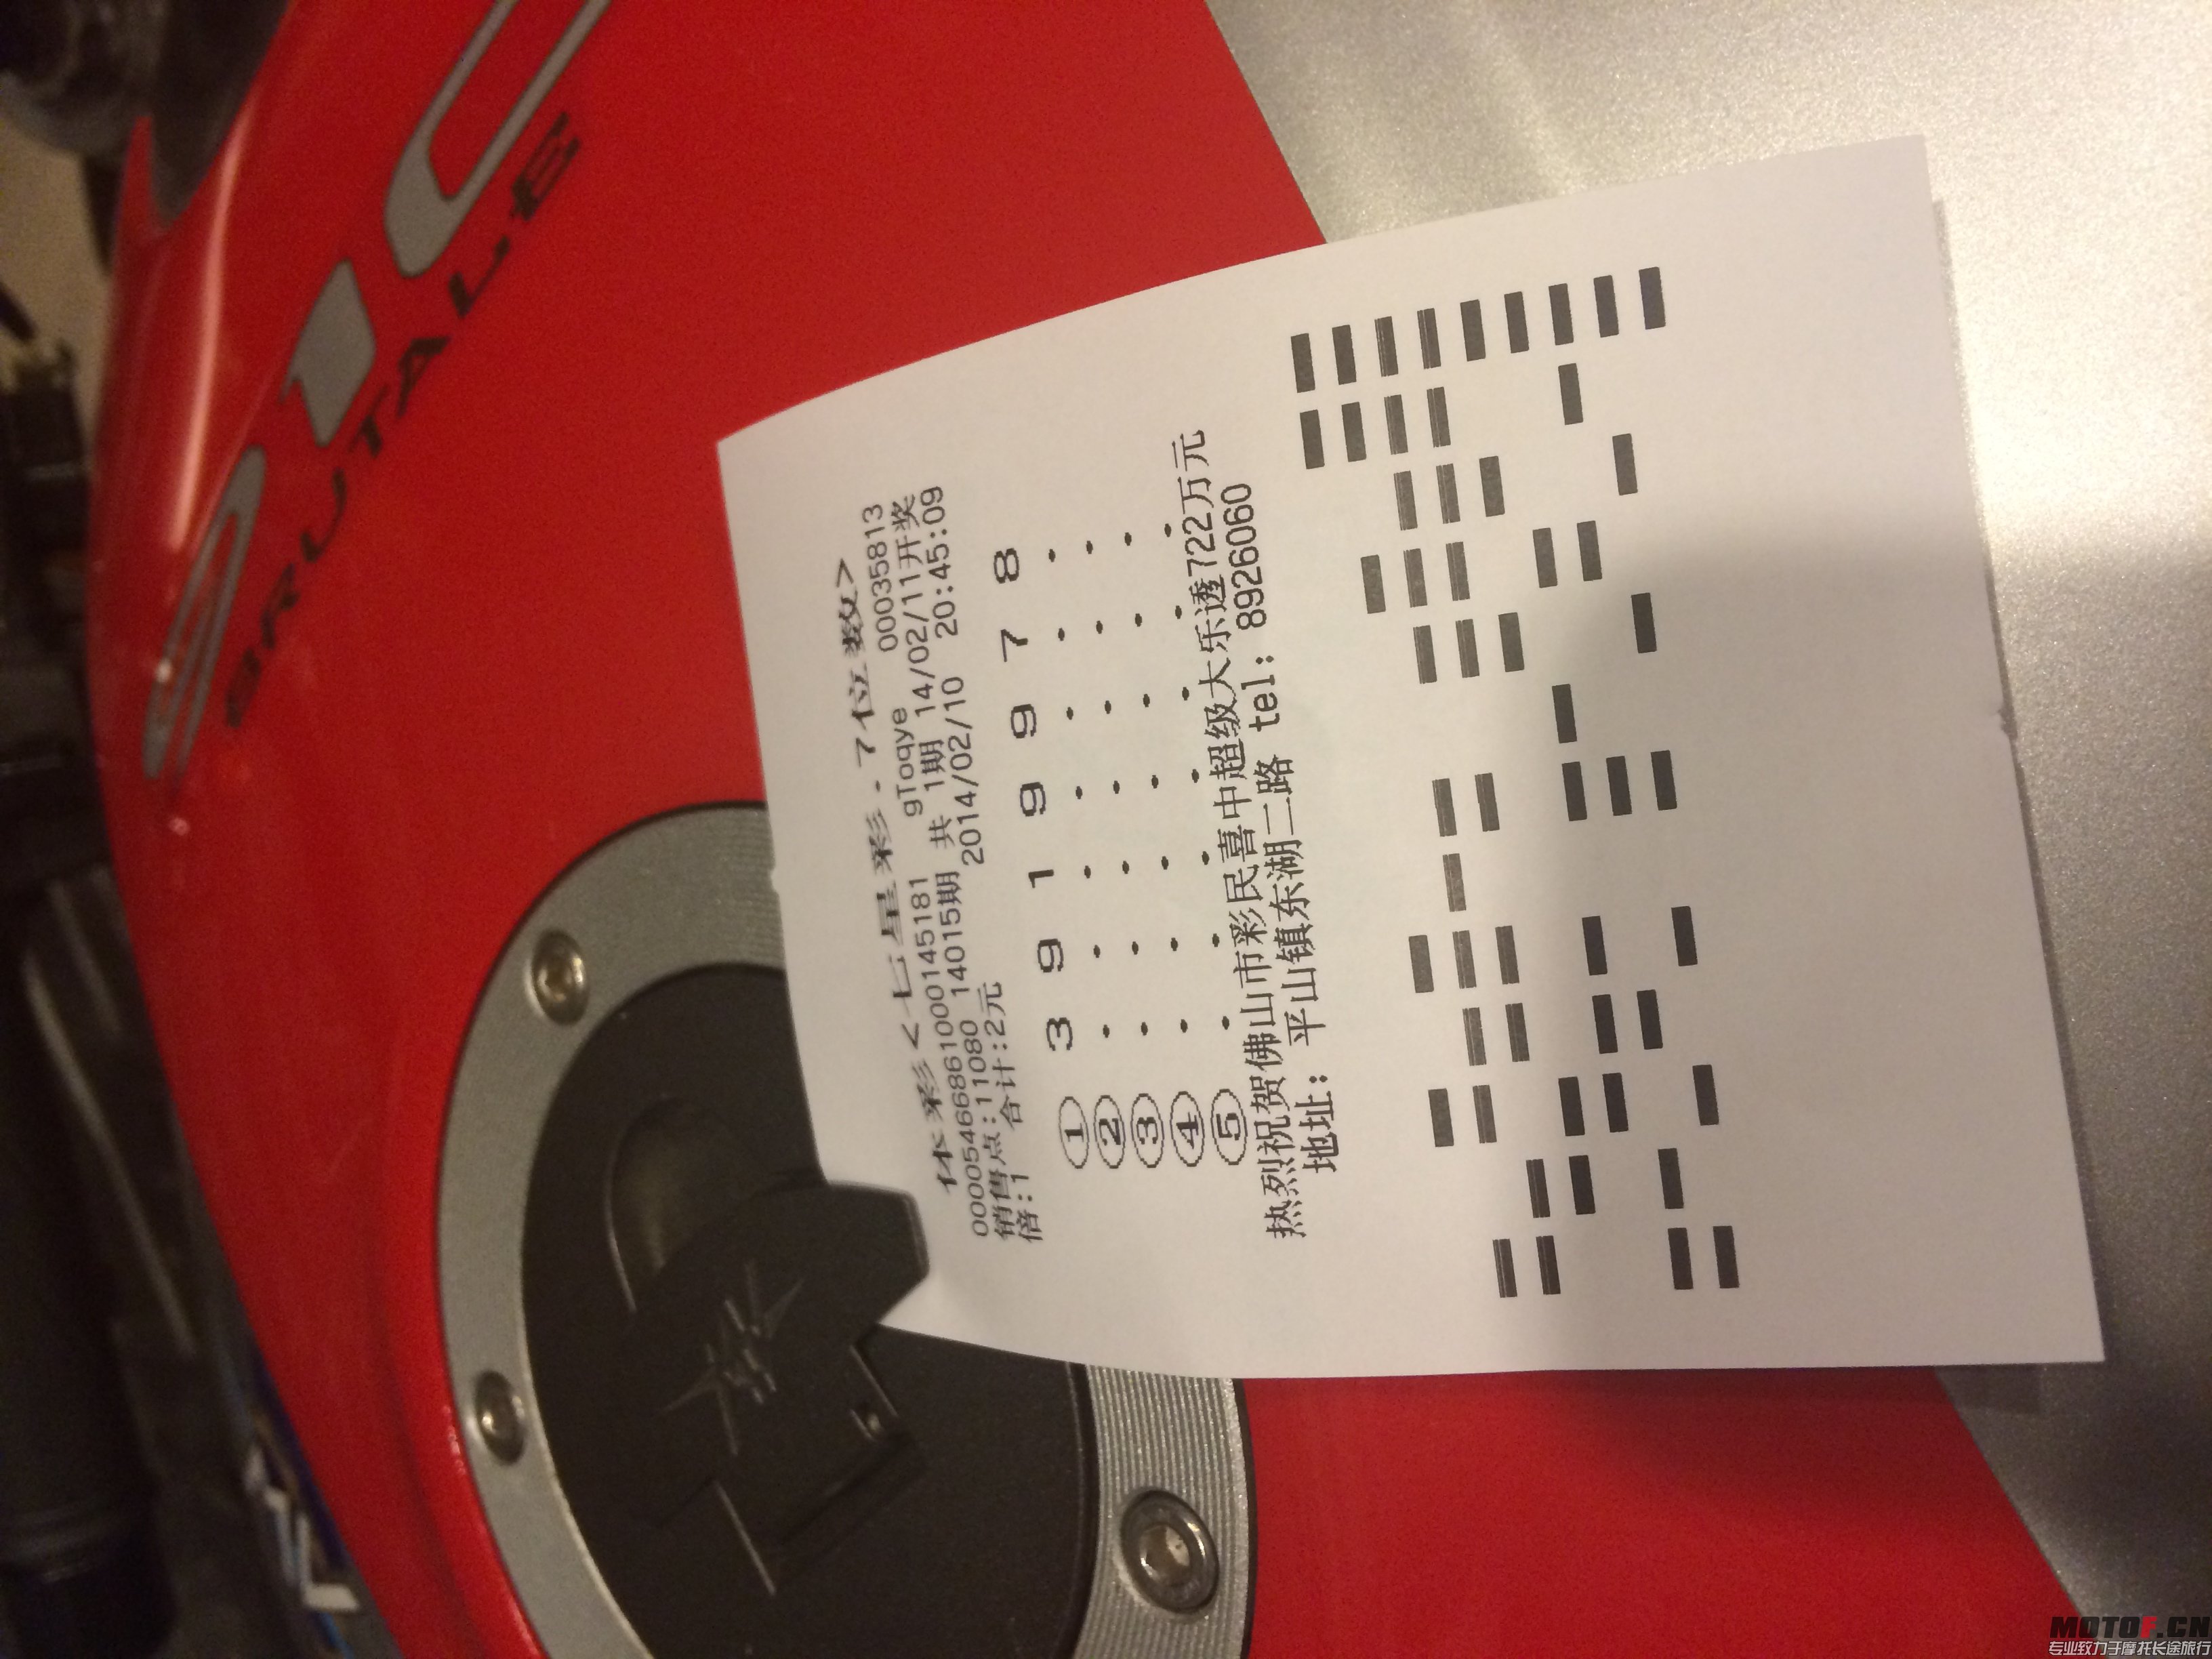 910
BRUTALE
体彩<七星彩-7位数>
000054668610001​45181 gToqye 00035813
销售点:111080 14015期 共 1期 14/02/11开奖
倍:1 合计:2元 2014/02/10 20:45:09
① 3 9 1 9 9 7 8
② . . . . . . .
③ . . . . . . .
④ . . . . . . .
⑤ . . . . . . .
热烈祝贺佛山市彩民喜中超级大乐透722万元
地址: 平山镇东湖二路 tel: 8926060
MOTOF.CN
专业致力于摩托长途旅行